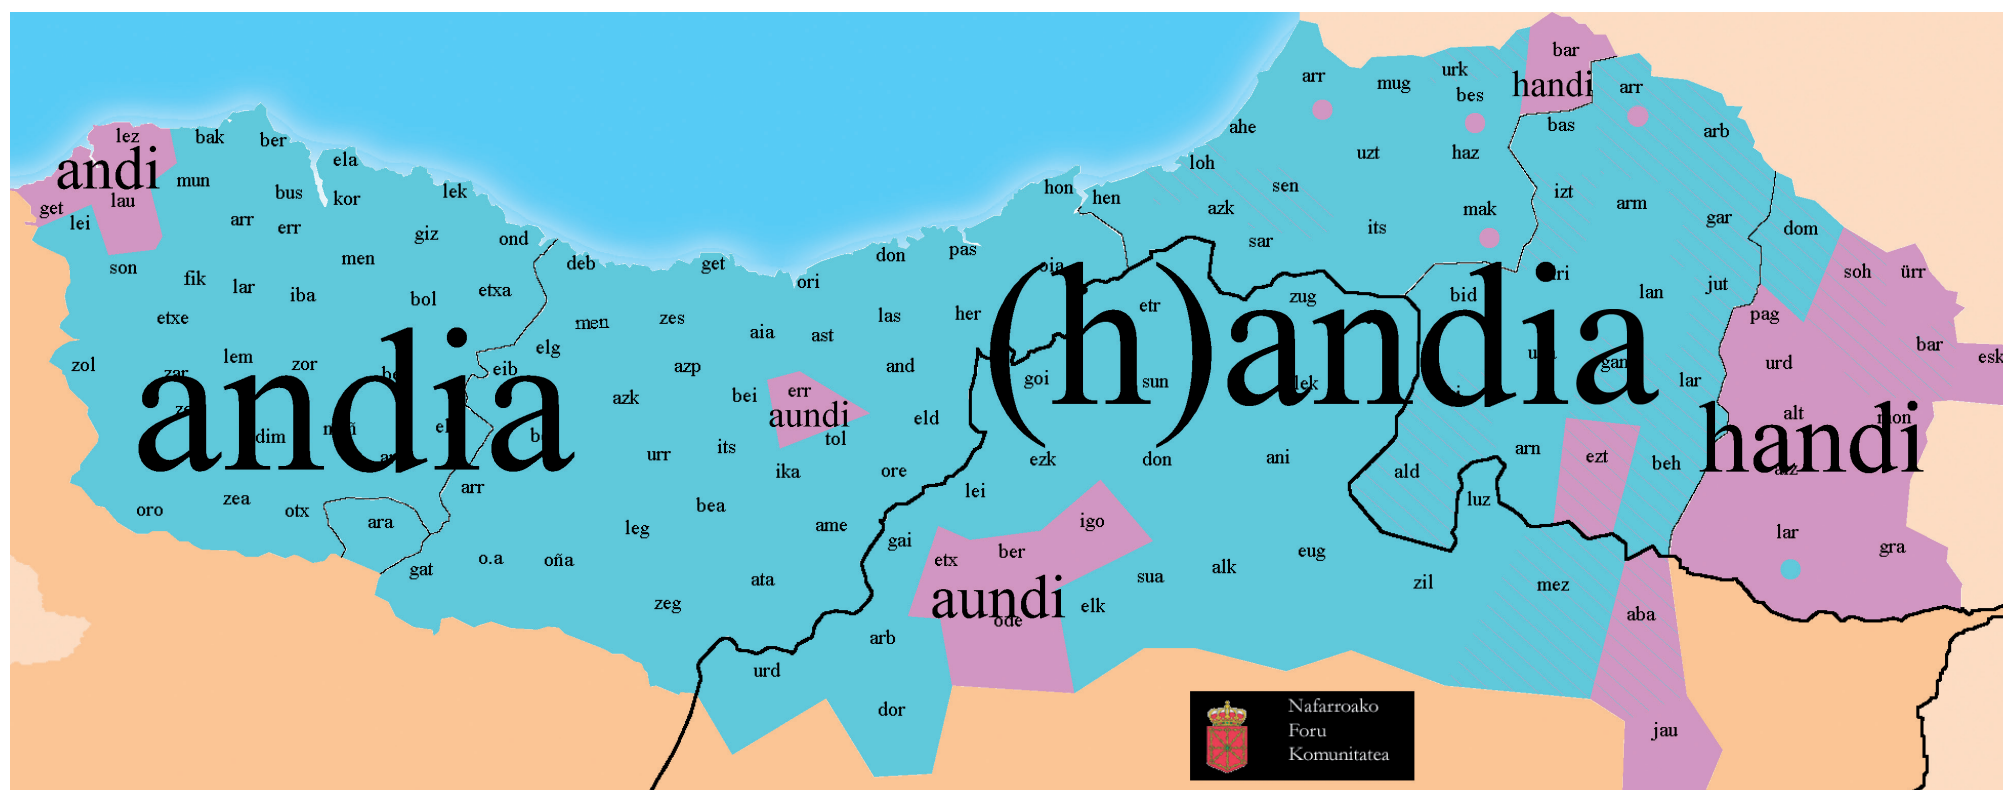 bar
handi
arr
mug
urk
bes
arr
bas
arb
ahe
uzt
haz
loh
sen
izt
azk
mak
arm
its
gar
sar
dom
hon
hen
lez
bak
ber
andi
ela
mun
bus
kor
lek
get
lau
lei
arr
err
giz
ond
men
son
fik
lar
iba
bol
etxa
etxe
zol
lem
zor
zar
andia
dim
oro
zea
otx
ara
arr
gat
o.a
oña
deb
get
ori
don
pas
oia
men
zes
aia
ast
las
her
elg
eib
azp
and
azk
bei
err
aundi
tol
eld
urr
its
ika
ore
bea
leg
ame
ata
zeg
(h)andia
etr
zug
bid
lan
jut
goi
sun
lek
gam
lar
ezk
don
ani
ald
arn
ezt
beh
luz
lei
gai
etx
ber
igo
aundi
ode
elk
sua
alk
eug
zil
mez
arb
urd
dor
aba
jau
soh
ürr
pag
urd
bar
esk
alt
mon
handi
lar
gra
Nafarroako
Foru
Komunitatea